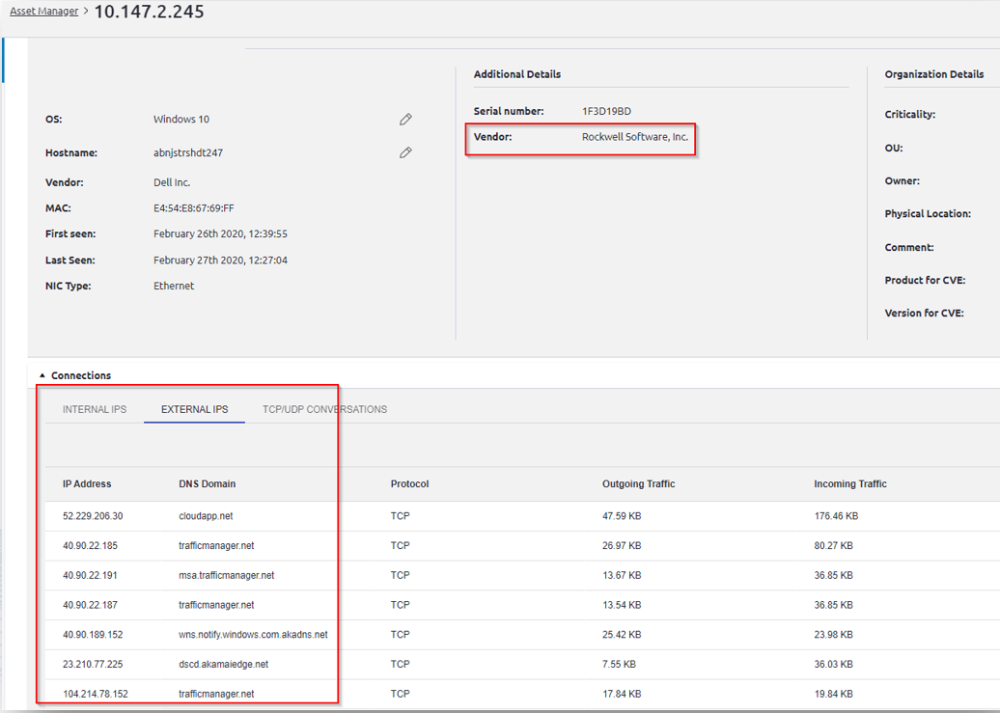 Asset Manager > 10.147.2.245
Additional Details
Organization Details
OS: Windows 10
Hostname: abnjstrshdt247
Vendor: Dell Inc.
MAC: E4:54:E8:67:69:FF
First seen: February 26th 2020, 12:39:55
Last Seen: February 27th 2020, 12:27:04
NIC Type: Ethernet
Serial number: 1F3D19BD
Vendor: Rockwell Software, Inc.
Criticality:
OU:
Owner:
Physical Location:
Comment:
Product for CVE:
Version for CVE:
Connections
INTERNAL IPS EXTERNAL IPS TCP/UDP CONVERSATIONS
IP Address DNS Domain Protocol Outgoing Traffic Incoming Traffic
52.229.206.30 cloudapp.net TCP 47.59 KB 176.46 KB
40.90.22.185 trafficmanager.net TCP 26.97 KB 80.27 KB
40.90.22.191 msa.trafficmanager.net TCP 13.67 KB 36.85 KB
40.90.22.187 trafficmanager.net TCP 13.54 KB 36.85 KB
40.90.189.152 wns.notify.windows.com.akadns.net TCP 25.42 KB 23.98 KB
23.210.77.225 dscd.akamaiedge.net TCP 7.55 KB 36.03 KB
104.214.78.152 trafficmanager.net TCP 17.84 KB 19.84 KB